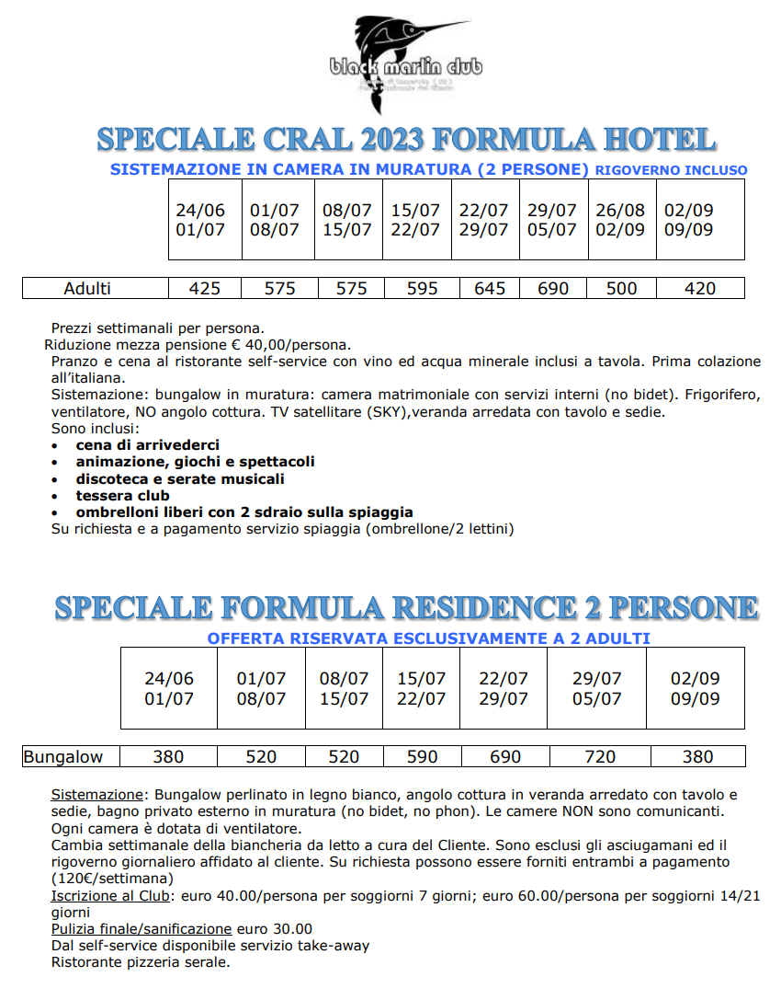 black marlin club
SPECIALE CRAL 2023 FORMULA HOTEL
SISTEMAZIONE IN CAMERA IN MURATURA (2 PERSONE) RIGOVERNO INCLUSO
24/06 01/07 08/07 15/07 22/07 29/07 26/08 02/09
01/07 08/07 15/07 22/07 29/07 05/07 02/09 09/09
Adulti 425 575 575 595 645 690 500 420
Prezzi settimanali per persona.
Riduzione mezza pensione € 40,00/persona.
Pranzo e cena al ristorante self-service con vino ed acqua minerale inclusi a tavola. Prima colazione
all’italiana.
Sistemazione: bungalow in muratura: camera matrimoniale con servizi interni (no bidet). Frigorifero,
ventilatore, NO angolo cottura. TV satellitare (SKY),veranda arredata con tavolo e sedie.
Sono inclusi:
• cena di arrivederci
• animazione, giochi e spettacoli
• discoteca e serate musicali
• tessera club
• ombrelloni liberi con 2 sdraio sulla spiaggia
Su richiesta e a pagamento servizio spiaggia (ombrellone/2 lettini)
SPECIALE FORMULA RESIDENCE 2 PERSONE
OFFERTA RISERVATA ESCLUSIVAMENTE A 2 ADULTI
24/06 01/07 08/07 15/07 22/07 29/07 02/09
01/07 08/07 15/07 22/07 29/07 05/07 09/09
Bungalow 380 520 520 590 690 720 380
Sistemazione: Bungalow perlinato in legno bianco, angolo cottura in veranda arredato con tavolo e
sedie, bagno privato esterno in muratura (no bidet, no phon). Le camere NON sono comunicanti.
Ogni camera è dotata di ventilatore.
Cambia settimanale della biancheria da letto a cura del Cliente. Sono esclusi gli asciugamani ed il
rigoverno giornaliero affidato al cliente. Su richiesta possono essere forniti entrambi a pagamento
(120€/settimana)
Iscrizione al Club: euro 40.00/persona per soggiorni 7 giorni; euro 60.00/persona per soggiorni 14/21
giorni
Pulizia finale/sanificazione euro 30.00
Dal self-service disponibile servizio take-away
Ristorante pizzeria serale.